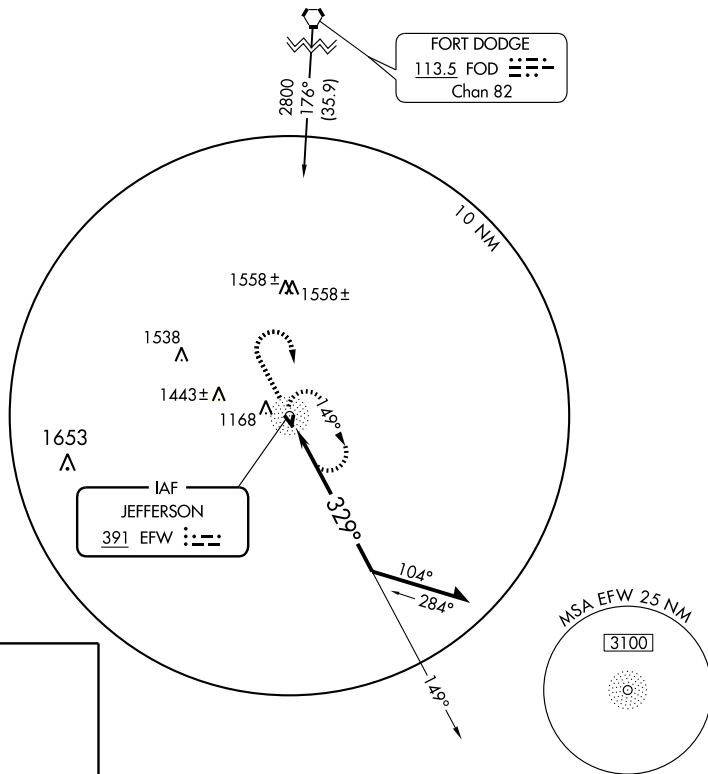 FORT DODGE
113.5 FOD
Chan 82
2800
176°
(35.9)
10 NM
1558 ±
1558 ±
1538
1443 ±
1168
1653
149°
IAF
JEFFERSON
391 EFW
329°
104°
284°
149°
MSA EFW 25 NM
3100